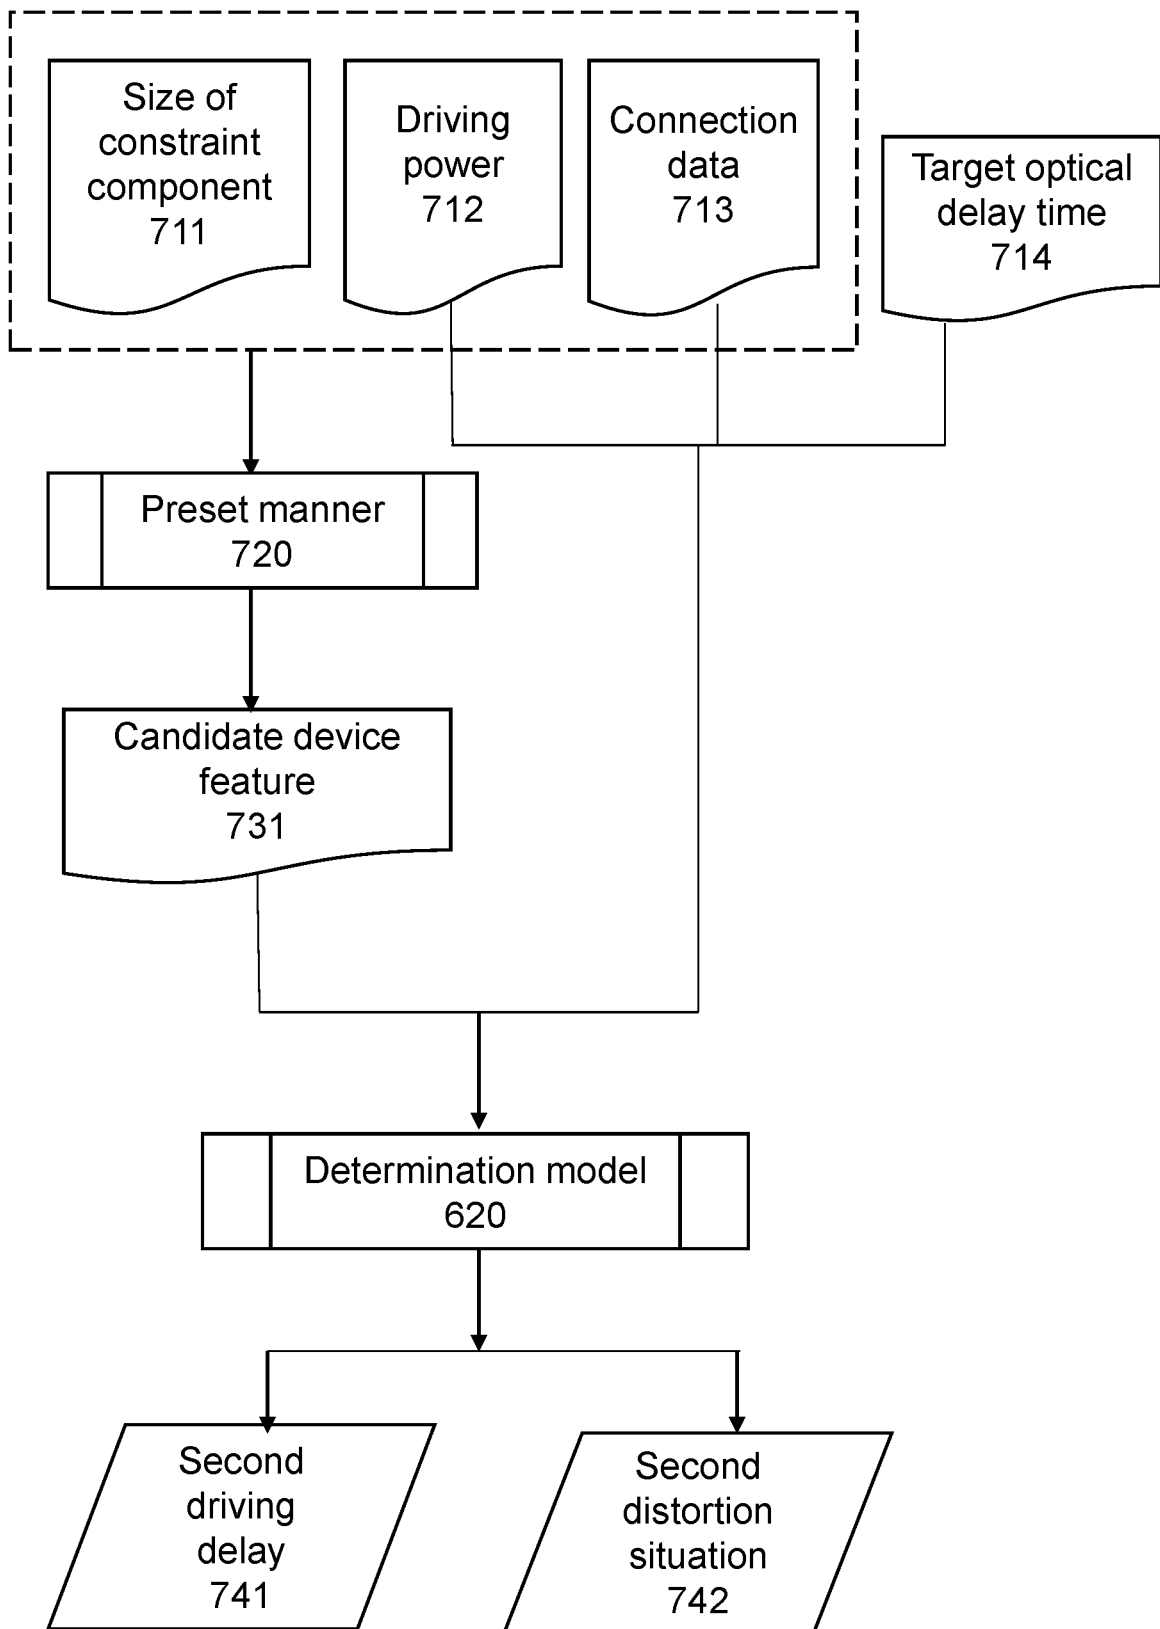 Size of
constraint
component
711
Driving
power
712
Connection
data
713
Target optical
delay time
714
Preset manner
720
Candidate device
feature
731
Determination model
620
Second
driving
delay
741
Second
distortion
situation
742